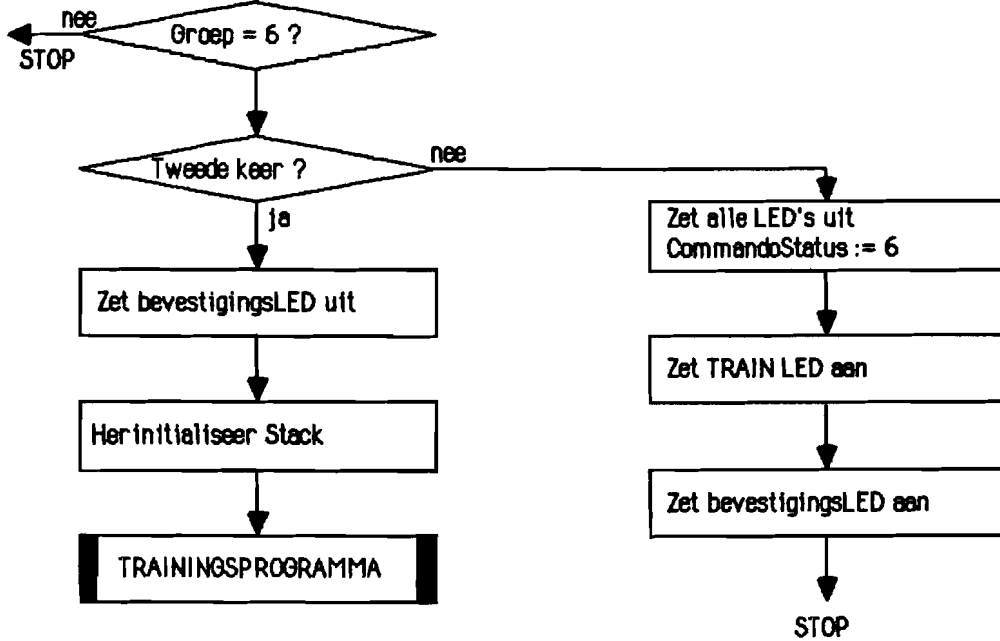 nee
Groep = 6 ?
STOP
Tweede keer ?
nee
ja
Zet alle LED's uit
CommandoStatus := 6
Zet bevestigingsLED uit
Zet TRAIN LED aan
Herinitialiseer Stack
Zet bevestigingsLED aan
TRAININGSPROGRAMMA
STOP